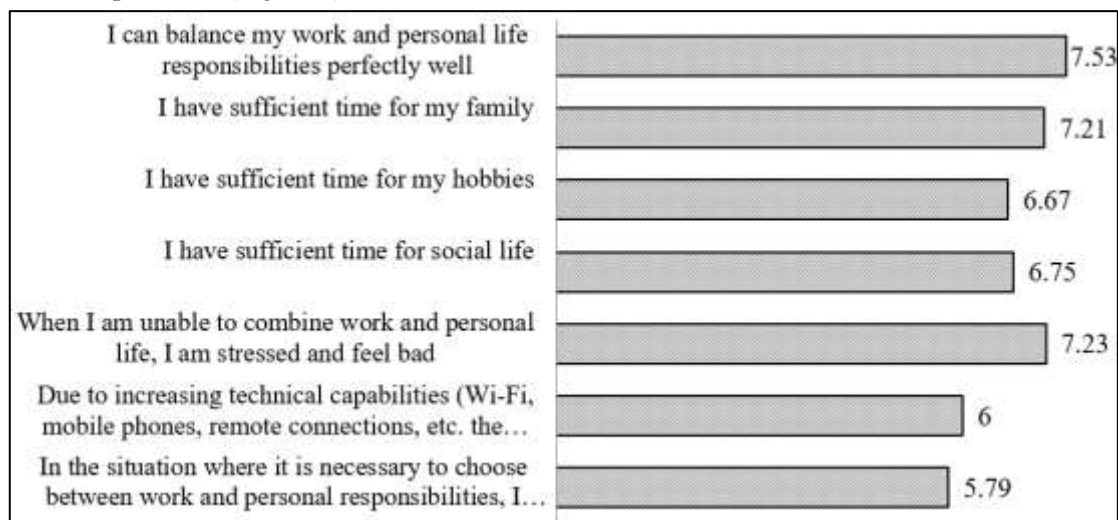 I can balance my work and personal life
responsibilities perfectly well
7.53
I have sufficient time for my family
7.21
I have sufficient time for my hobbies
6.67
I have sufficient time for social life
6.75
When I am unable to combine work and personal
life, I am stressed and feel bad
7.23
Due to increasing technical capabilities (Wi-Fi,
mobile phones, remote connections, etc. the…
6
In the situation where it is necessary to choose
between work and personal responsibilities, I…
5.79